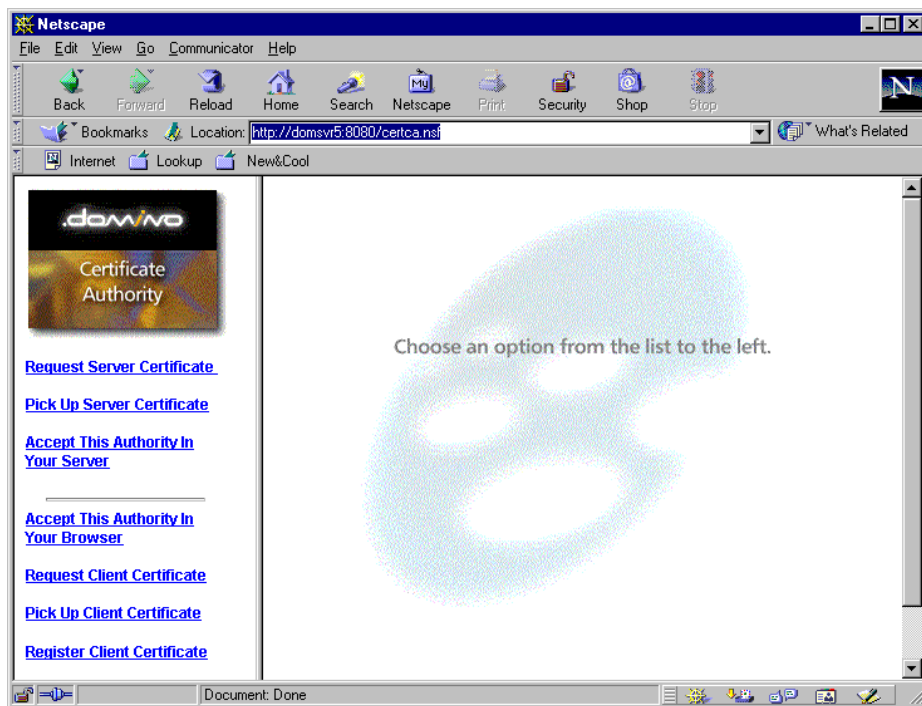 Netscape
File Edit View Go Communicator Help
Back Forward Reload Home Search My Netscape Print Security Shop Stop N
Bookmarks Location: http://domsvr5:8080/certca.nsf What's Related
Internet Lookup New&Cool
.domino
Certificate
Authority
Choose an option from the list to the left.
Request Server Certificate
Pick Up Server Certificate
Accept This Authority In
Your Server
Accept This Authority In
Your Browser
Request Client Certificate
Pick Up Client Certificate
Register Client Certificate
Document: Done